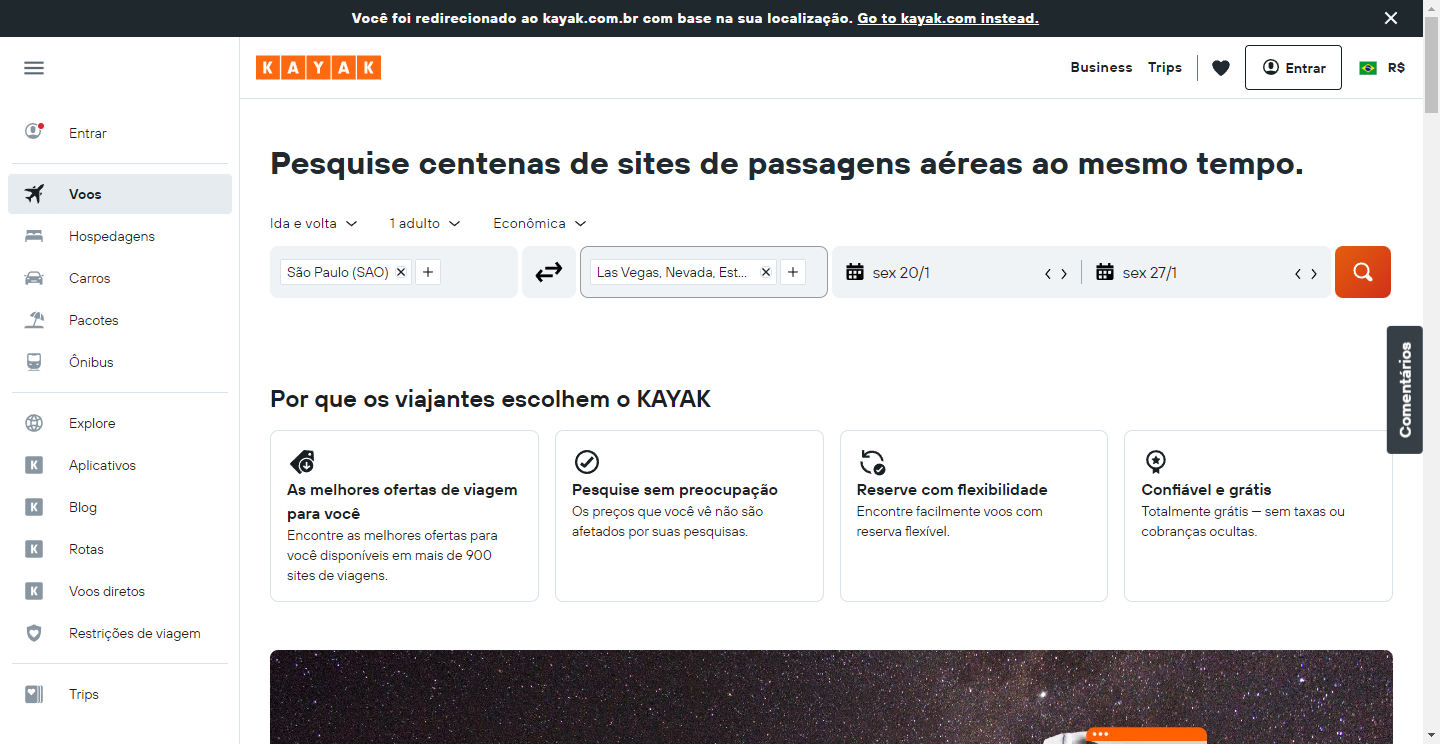 Você foi redirecionado ao kayak.com.br com base na sua localização. Go to kayak.com instead.
KAYAK
Business
Trips
Entrar
R$
Entrar
Voos
Hospedagens
Carros
Pacotes
Ônibus
Explore
Aplicativos
Blog
Rotas
Voos diretos
Restrições de viagem
Trips
Pesquise centenas de sites de passagens aéreas ao mesmo tempo.
Ida e volta
1 adulto
Econômica
São Paulo (SAO)
Las Vegas, Nevada, Est...
sex 20/1
sex 27/1
Comentários
Por que os viajantes escolhem o KAYAK
As melhores ofertas de viagem
para você
Encontre as melhores ofertas para
você disponíveis em mais de 900
sites de viagens.
Pesquise sem preocupação
Os preços que você vê não são
afetados por suas pesquisas.
Reserve com flexibilidade
Encontre facilmente voos com
reserva flexível.
Confiável e grátis
Totalmente grátis — sem taxas ou
cobranças ocultas.